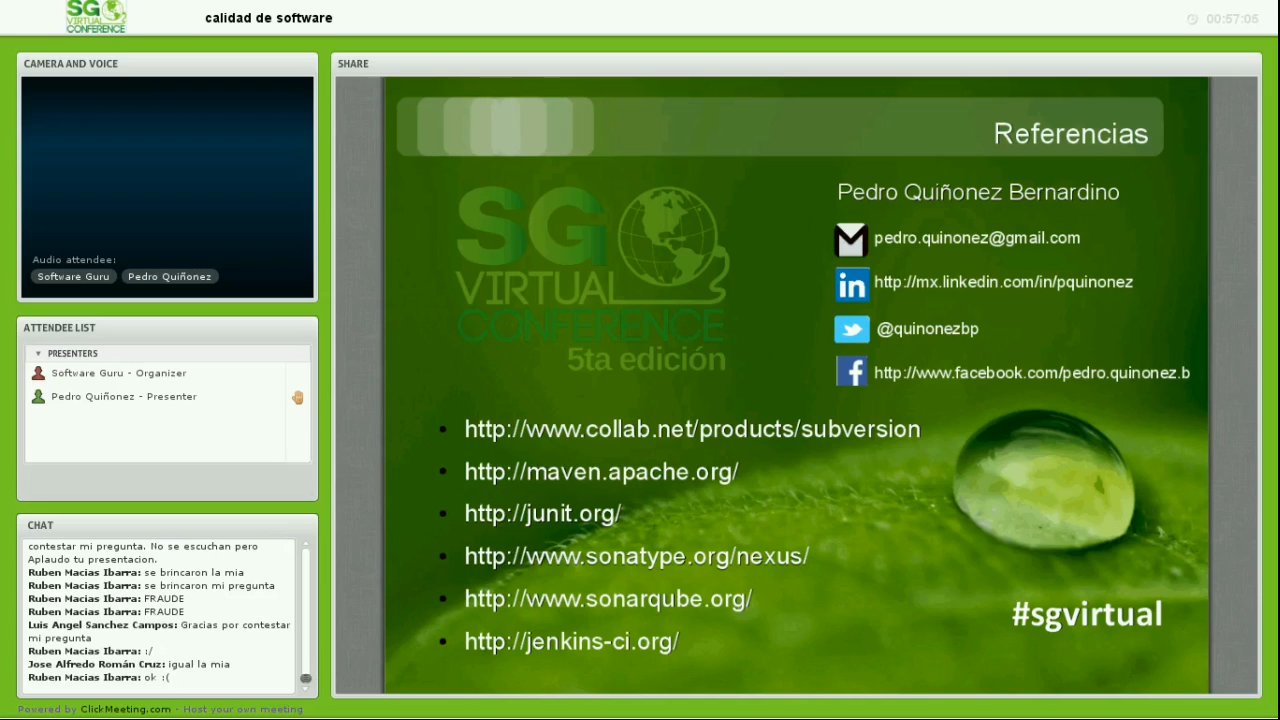 SG
VIRTUAL
CONFERENCE
calidad de software
00:57:05
CAMERA AND VOICE
Audio attendee:
Software Guru
Pedro Quiñonez
ATTENDEE LIST
PRESENTERS
Software Guru - Organizer
Pedro Quiñonez - Presenter
CHAT
contestar mi pregunta. No se escuchan pero
Aplaudo tu presentacion.
Ruben Macias Ibarra: se brincaron la mia
Ruben Macias Ibarra: se brincaron mi pregunta
Ruben Macias Ibarra: FRAUDE
Ruben Macias Ibarra: FRAUDE
Luis Angel Sanchez Campos: Gracias por contestar
mi pregunta
Ruben Macias Ibarra: :/
Jose Alfredo Román Cruz: igual la mia
Ruben Macias Ibarra: ok :(
Powered by ClickMeeting.com - Host your own meeting
SHARE
Referencias
SG
VIRTUAL
CONFERENCE
5ta edición
Pedro Quiñonez Bernardino
pedro.quinonez@gmail.com
in http://mx.linkedin.com/in/pquinonez
@quinonezbp
f http://www.facebook.com/pedro.quinonez.b
• http://www.collab.net/products/subversion
• http://maven.apache.org/
• http://junit.org/
• http://www.sonatype.org/nexus/
• http://www.sonarqube.org/
• http://jenkins-ci.org/
#sgvirtual